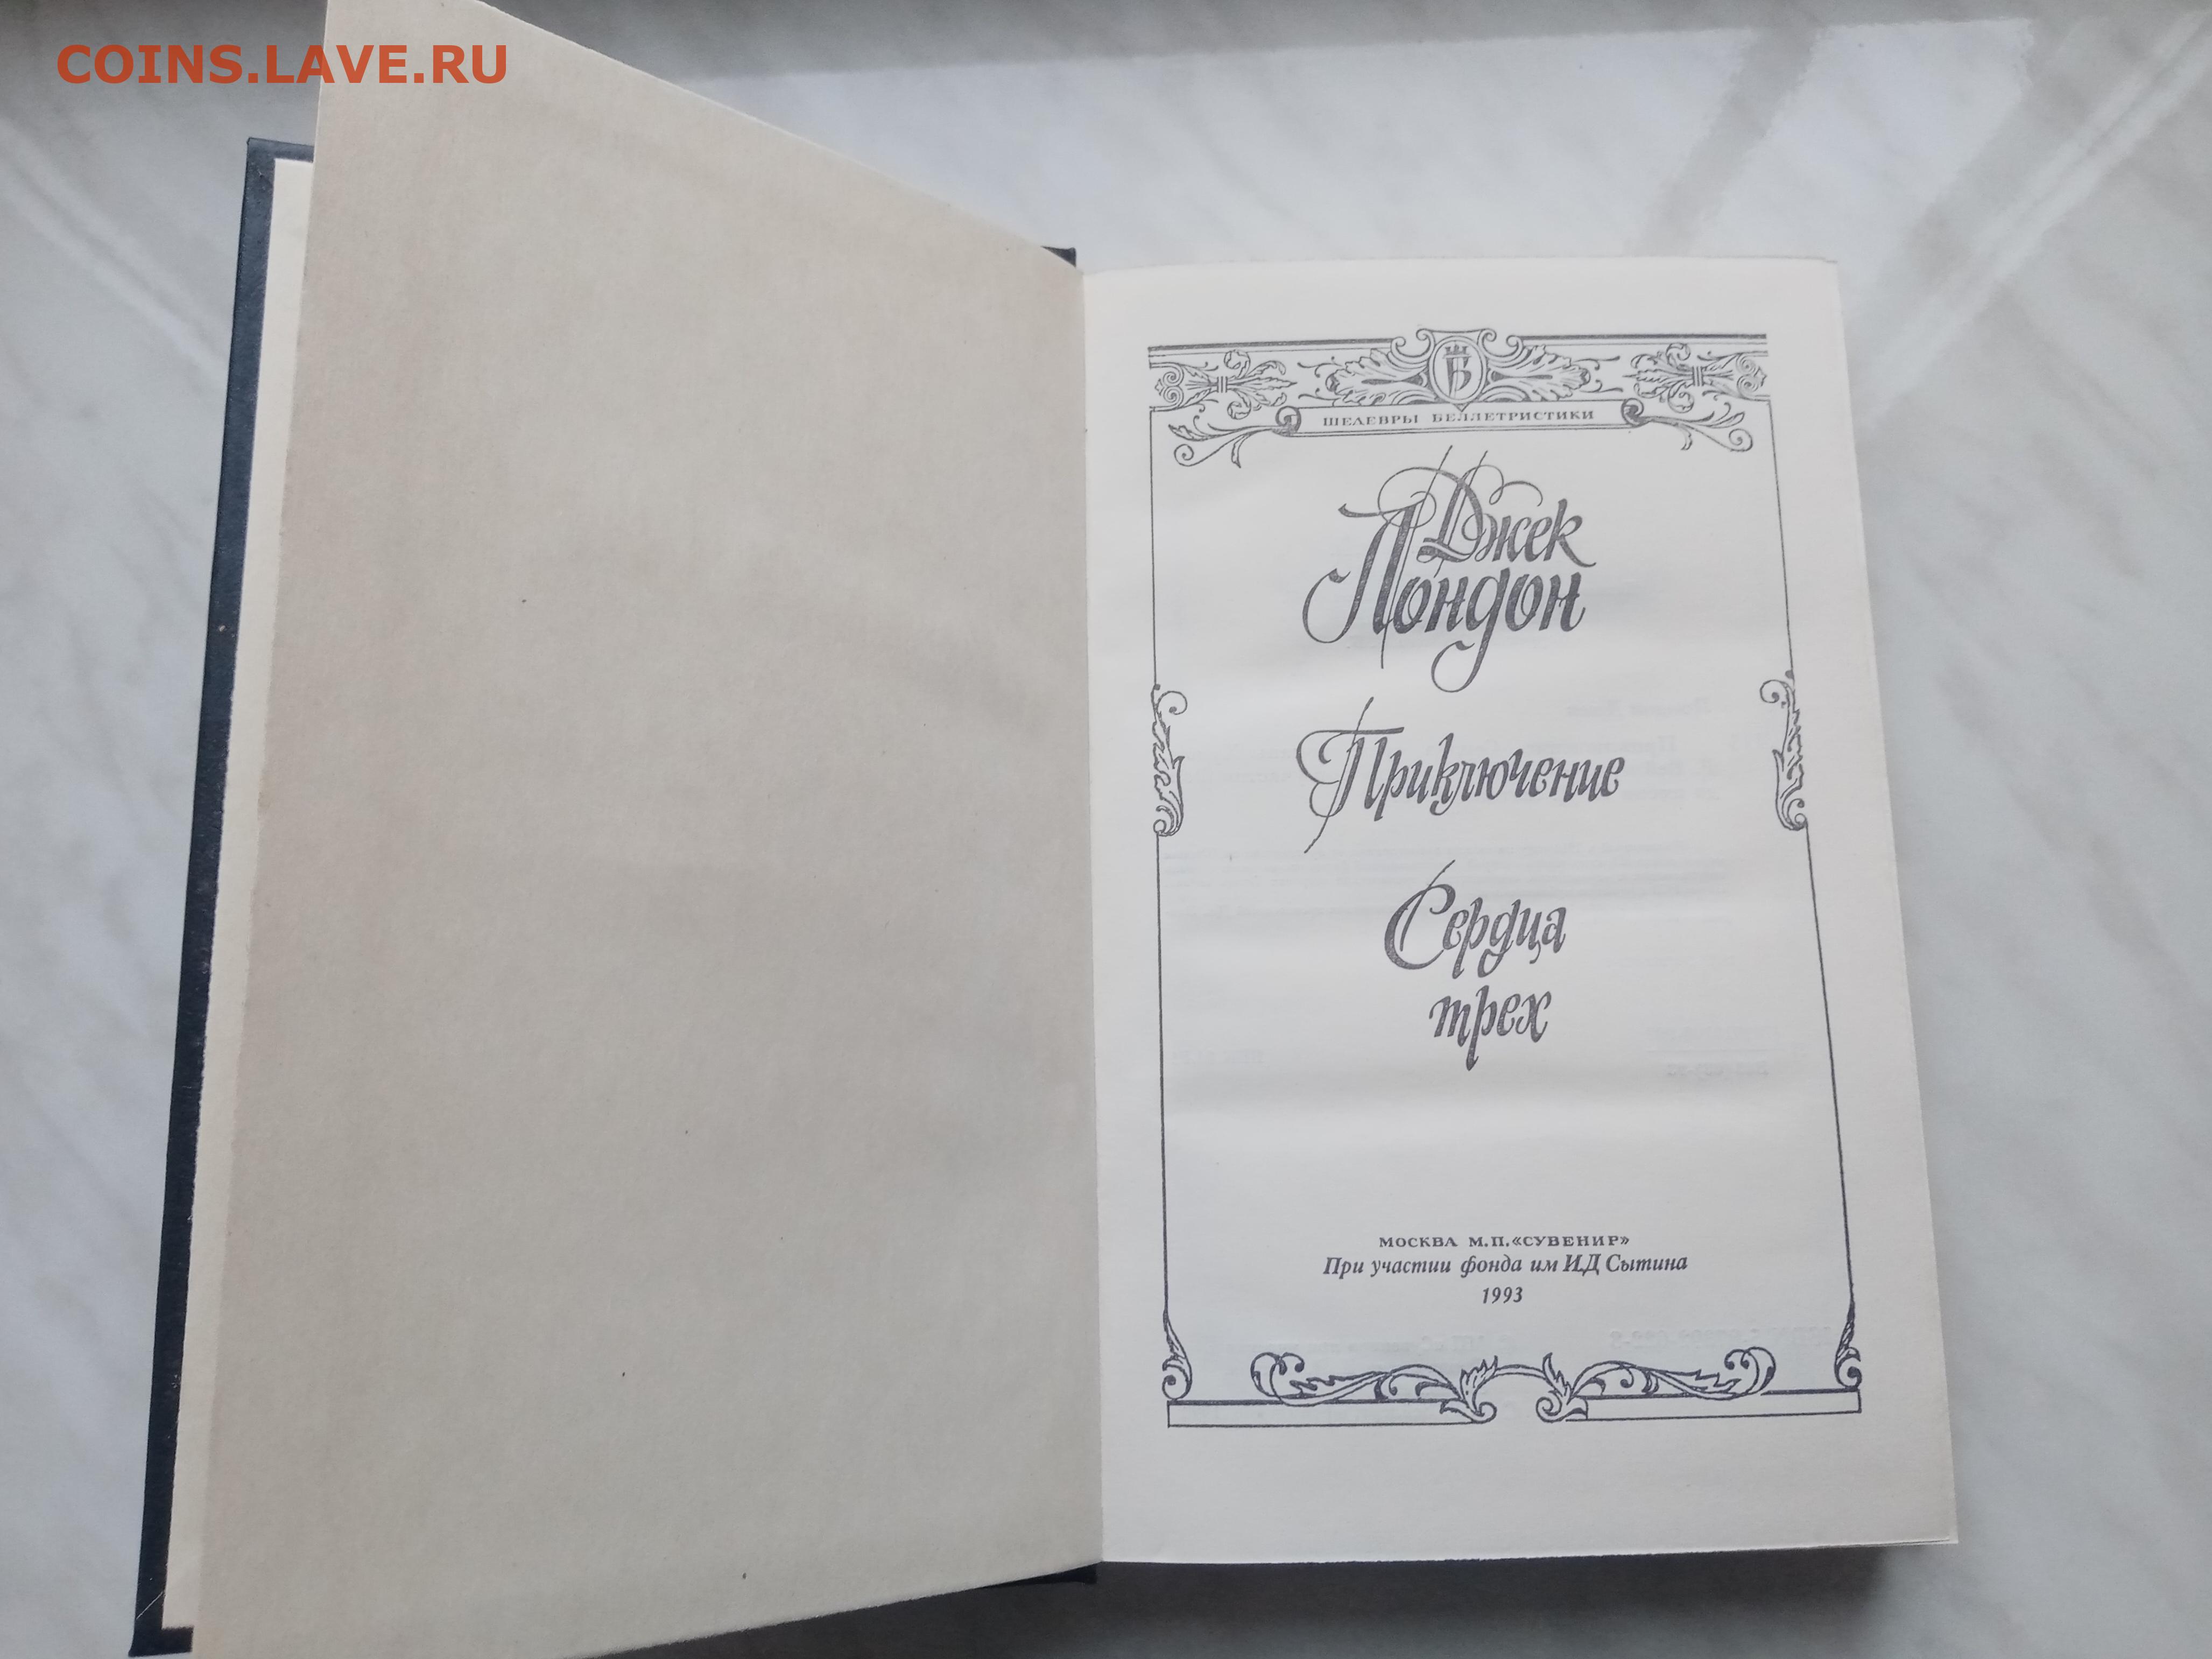 COINS.LAVE.RU
ШЕДЕВРЫ БЕЛЛЕТРИСТИКИ
Джек
Лондон
Приключение
Сердца
трех
МОСКВА М.П.«СУВЕНИР»
При участии фонда им И.Д Сытина
1993